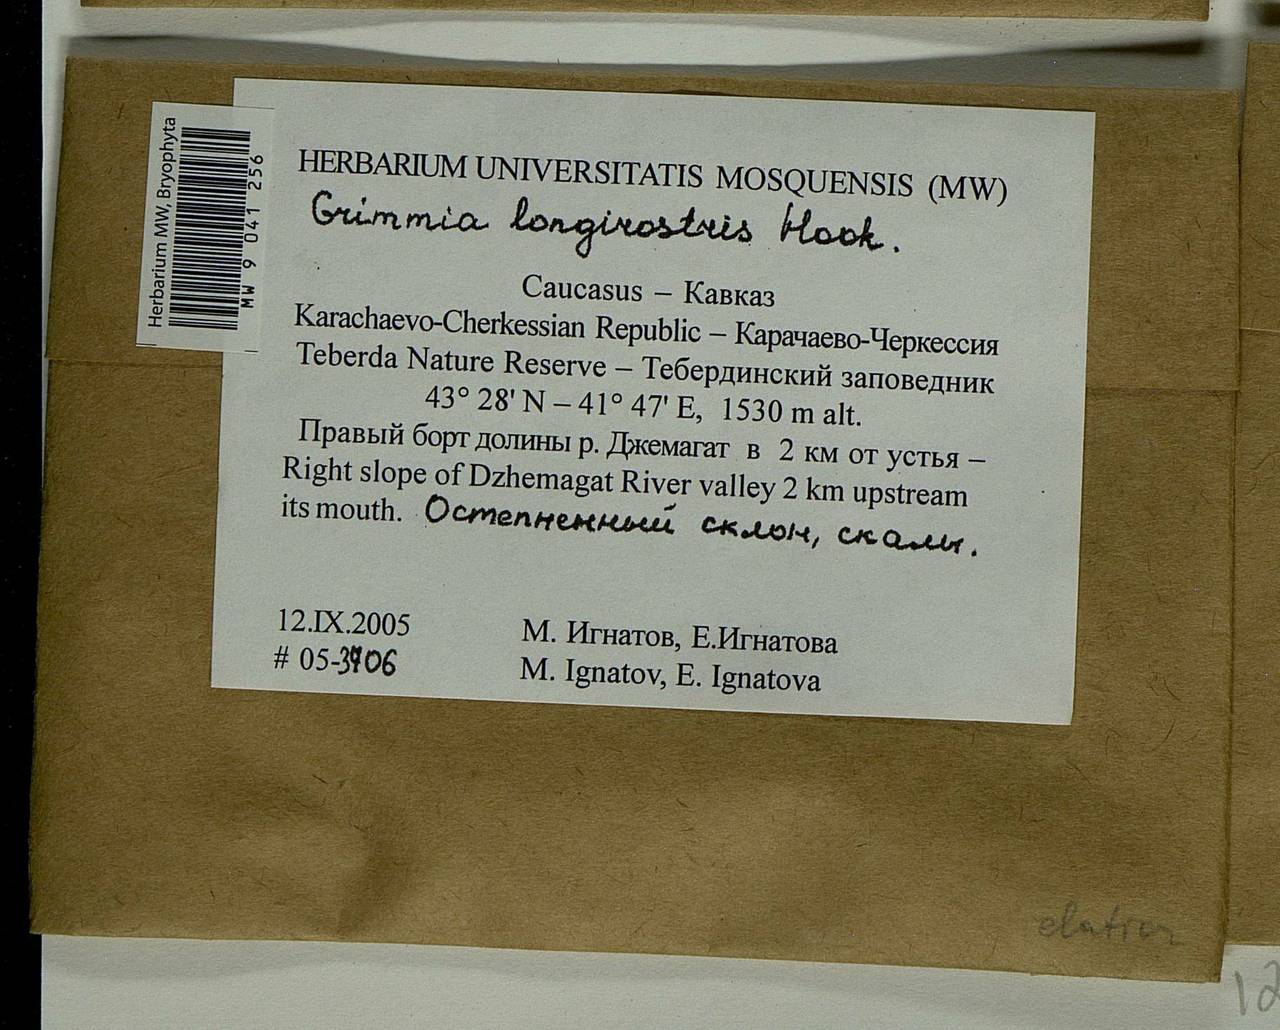 Herbarium MW, Bryophyta
MW 9 041 256
HERBARIUM UNIVERSITATIS MOSQUENSIS (MW)
Grimmia longirostris Hook.
Caucasus – Кавказ
Karachaevo-Cherkessian Republic – Карачаево-Черкессия
Teberda Nature Reserve – Тебердинский заповедник
43° 28' N – 41° 47' E, 1530 m alt.
Правый борт долины р. Джемагат в 2 км от устья –
Right slope of Dzhemagat River valley 2 km upstream
its mouth. Остепненный склон, скалы.
12.IX.2005
М. Игнатов, Е.Игнатова
# 05-3906
M. Ignatov, E. Ignatova
elatior
12